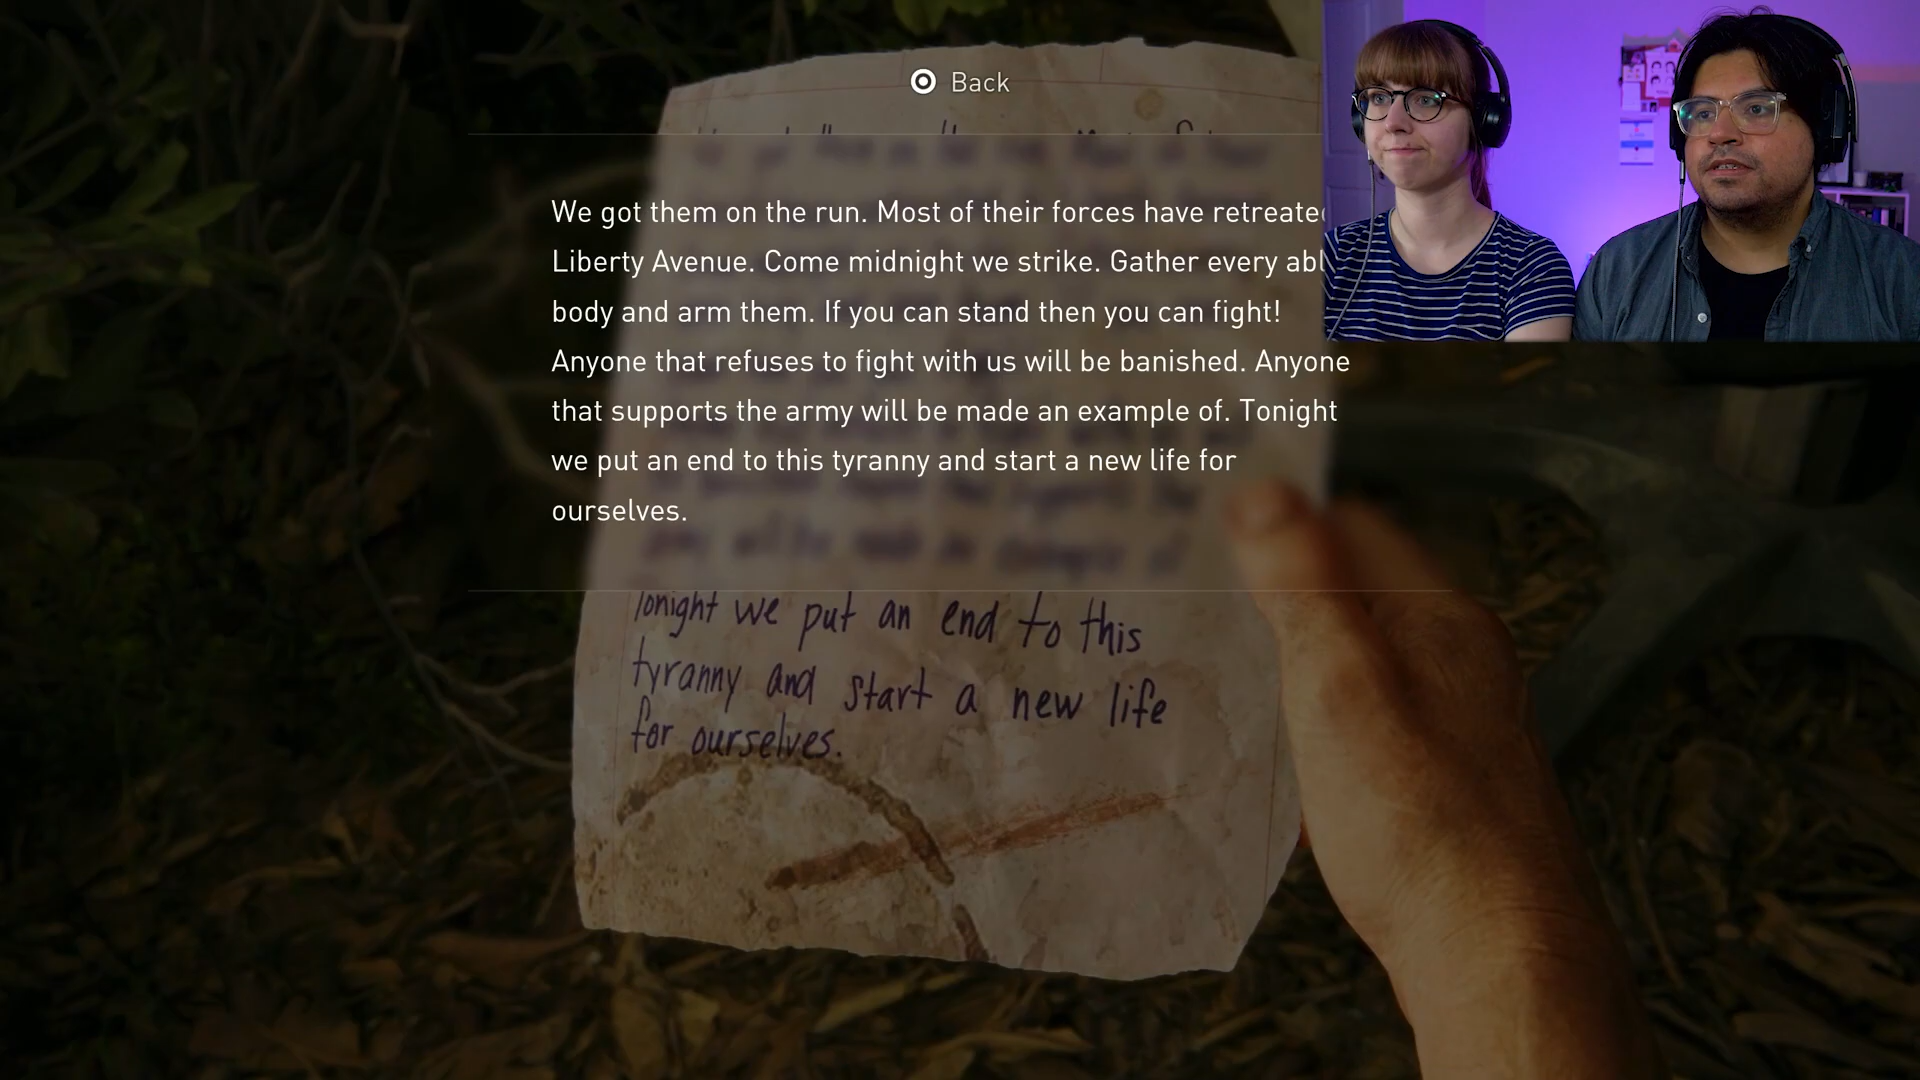 Back
We got them on the run. Most of their forces have retreated
Liberty Avenue. Come midnight we strike. Gather every abl
body and arm them. If you can stand then you can fight!
Anyone that refuses to fight with us will be banished. Anyone
that supports the army will be made an example of. Tonight
we put an end to this tyranny and start a new life for
ourselves.
Tonight we put an end to this
tyranny and start a new life
for ourselves.